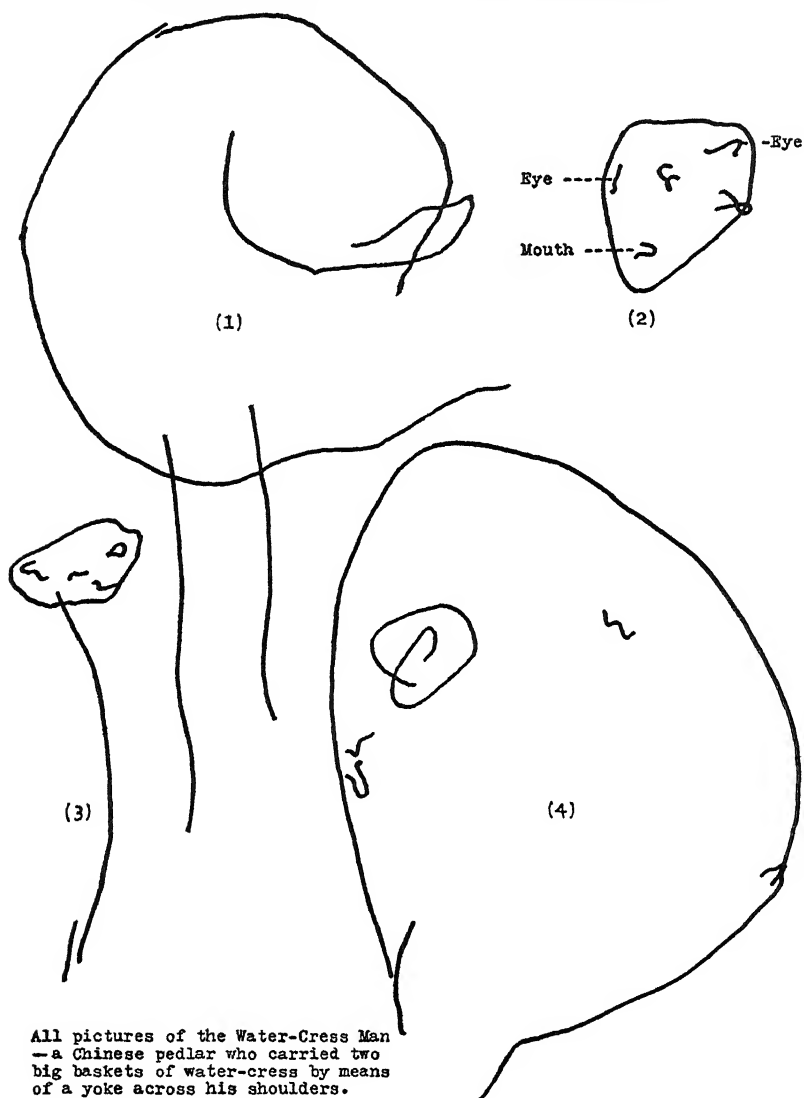 -Eye
Eye ----
Mouth ---
(1)
(2)
(3)
(4)
All pictures of the Water-Cress Man
—a Chinese pedlar who carried two
big baskets of water-cress by means
of a yoke across his shoulders.